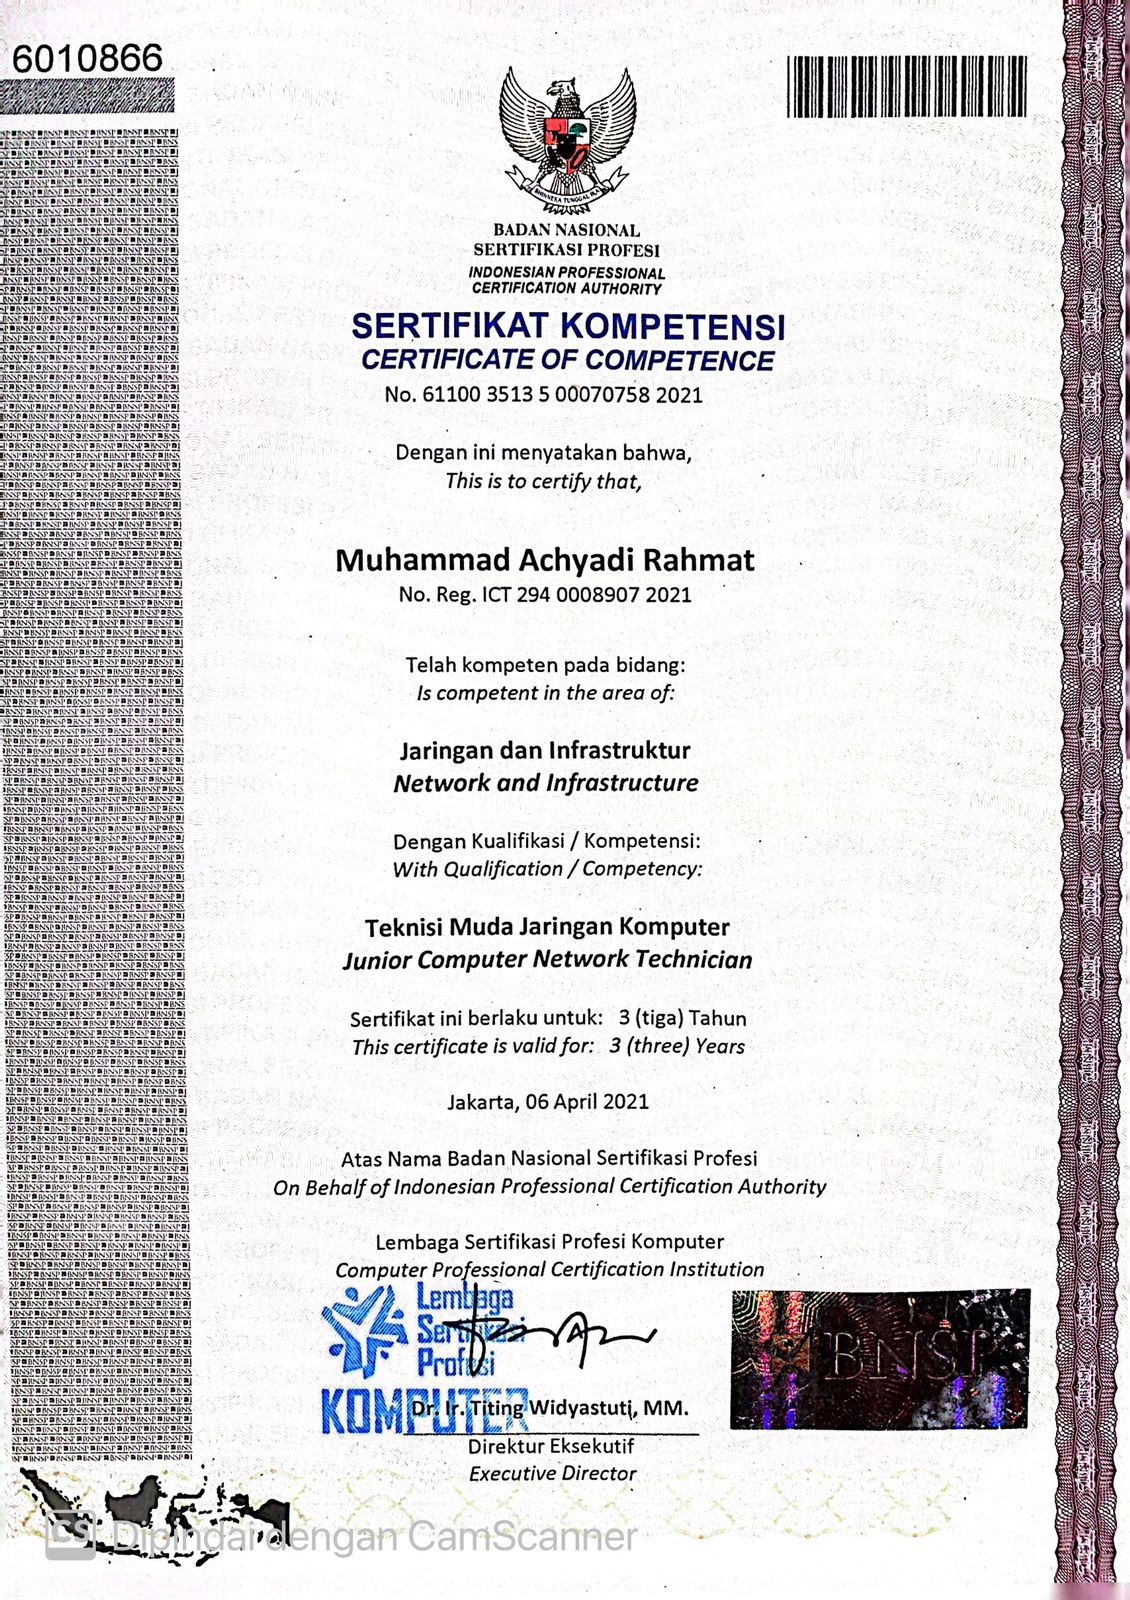 6010866
BHINNEKA TUNGGAL IKA
BADAN NASIONAL
SERTIFIKASI PROFESI
INDONESIAN PROFESSIONAL
CERTIFICATION AUTHORITY
SERTIFIKAT KOMPETENSI
CERTIFICATE OF COMPETENCE
No. 61100 3513 5 00070758 2021
Dengan ini menyatakan bahwa,
This is to certify that,
Muhammad Achyadi Rahmat
No. Reg. ICT 294 0008907 2021
Telah kompeten pada bidang:
Is competent in the area of:
Jaringan dan Infrastruktur
Network and Infrastructure
Dengan Kualifikasi / Kompetensi:
With Qualification / Competency:
Teknisi Muda Jaringan Komputer
Junior Computer Network Technician
Sertifikat ini berlaku untuk: 3 (tiga) Tahun
This certificate is valid for: 3 (three) Years
Jakarta, 06 April 2021
Atas Nama Badan Nasional Sertifikasi Profesi
On Behalf of Indonesian Professional Certification Authority
Lembaga Sertifikasi Profesi Komputer
Computer Professional Certification Institution
Lembaga
Sertifikasi
Profesi
KOMPUTER
BNSP
Dr. Ir. Titing Widyastuti, MM.
Direktur Eksekutif
Executive Director
CS Dipindai dengan CamScanner